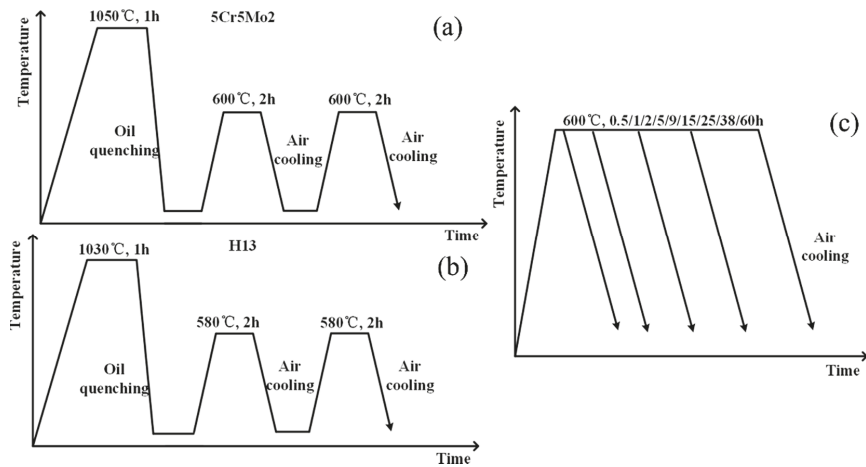 1050℃, 1h
5Cr5Mo2
(a)
Temperature
600℃, 2h
600℃, 2h
Oil
quenching
Air
cooling
Air
cooling
Time
1030℃, 1h
H13
(b)
Temperature
580℃, 2h
580℃, 2h
Oil
quenching
Air
cooling
Air
cooling
Time
600℃, 0.5/1/2/5/9/15/25/38/60h
(c)
Temperature
Air
cooling
Time